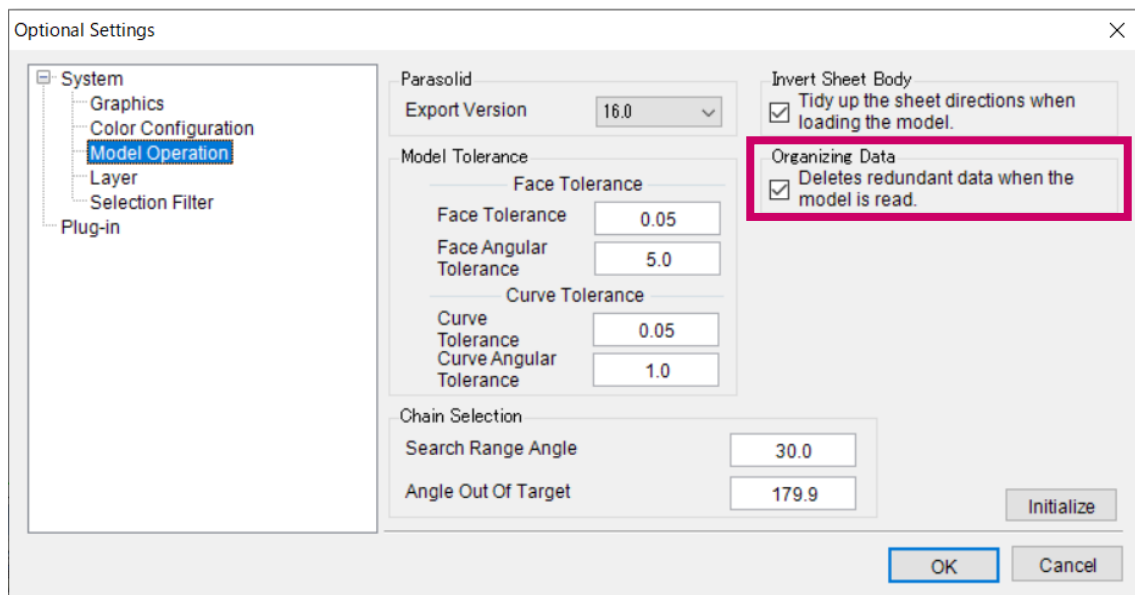 Optional Settings
System
Graphics
Color Configuration
Model Operation
Layer
Selection Filter
Plug-in
Parasolid
Export Version
16.0
Model Tolerance
Face Tolerance
Face Tolerance
0.05
Face Angular
Tolerance
5.0
Curve Tolerance
Curve
Tolerance
0.05
Curve Angular
Tolerance
1.0
Chain Selection
Search Range Angle
30.0
Angle Out Of Target
179.9
Invert Sheet Body
Tidy up the sheet directions when
loading the model.
Organizing Data
Deletes redundant data when the
model is read.
Initialize
OK
Cancel